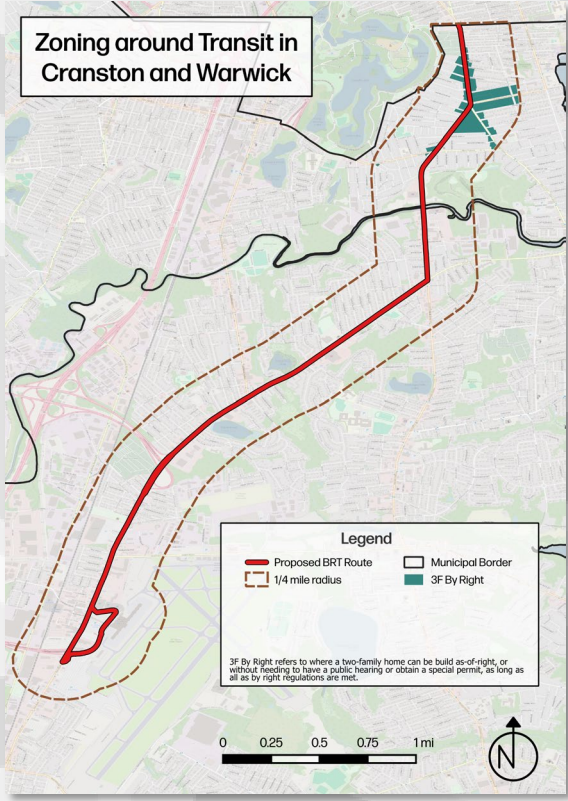 Zoning around Transit in
Cranston and Warwick
Legend
Proposed BRT Route
Municipal Border
1/4 mile radius
3F By Right
3F By Right refers to where a two-family home can be build as-of-right, or
without needing to have a public hearing or obtain a special permit, as long as
all as by right regulations are met.
0 0.25 0.5 0.75 1 mi
N